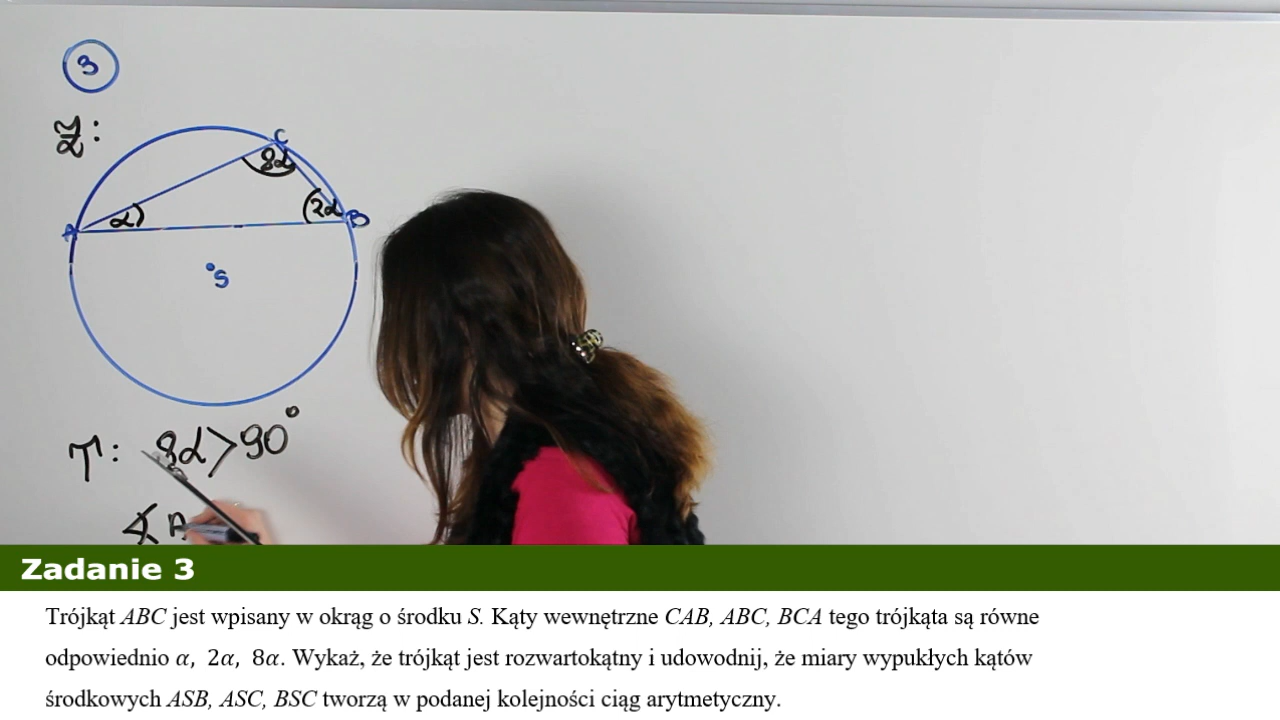 3
Z:
C
8α
α
2α
A
B
S
T: 8α>90°
∢A
Zadanie 3
Trójkąt ABC jest wpisany w okrąg o środku S. Kąty wewnętrzne CAB, ABC, BCA tego trójkąta są równe
odpowiednio α, 2α, 8α. Wykaż, że trójkąt jest rozwartokątny i udowodnij, że miary wypukłych kątów
środkowych ASB, ASC, BSC tworzą w podanej kolejności ciąg arytmetyczny.